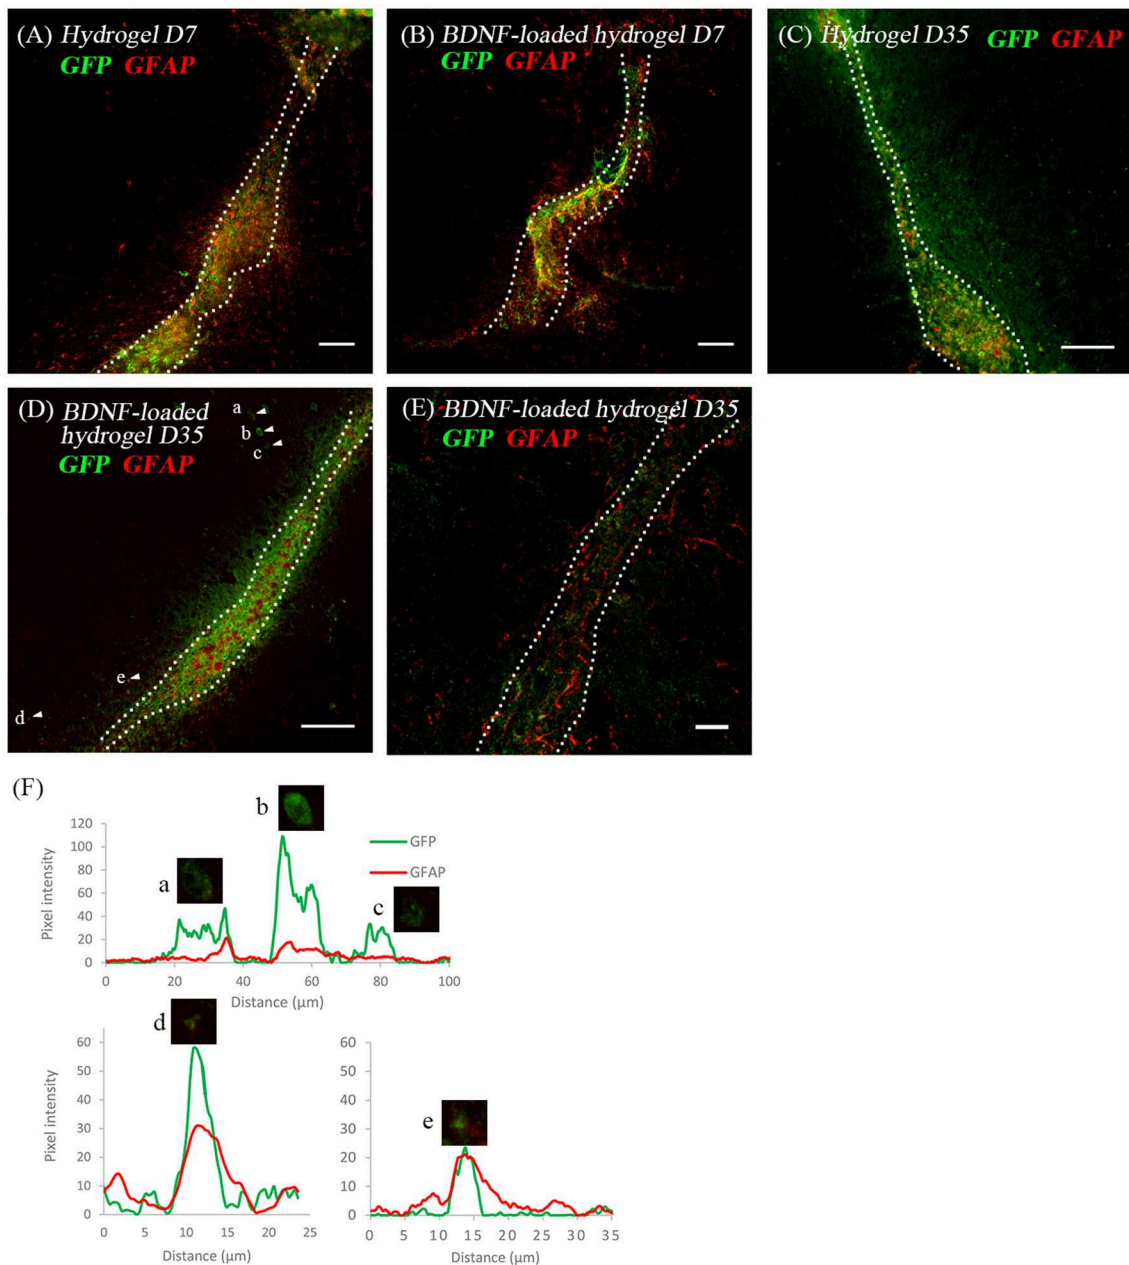 (A) Hydrogel D7
GFP GFAP
(B) BDNF-loaded hydrogel D7
GFP GFAP
(C) Hydrogel D35 GFP GFAP
(D) BDNF-loaded
hydrogel D35
GFP GFAP
a
b
c
e
d
(E) BDNF-loaded hydrogel D35
GFP GFAP
(F)
Pixel intensity
120
100
80
60
40
20
0
0 20 40 60 80 100
Distance (µm)
a
b
c
GFP
GFAP
Pixel intensity
60
50
40
30
20
10
0
0 5 10 15 20 25
Distance (µm)
d
60
50
40
30
20
10
0
0 5 10 15 20 25 30 35
Distance (µm)
e